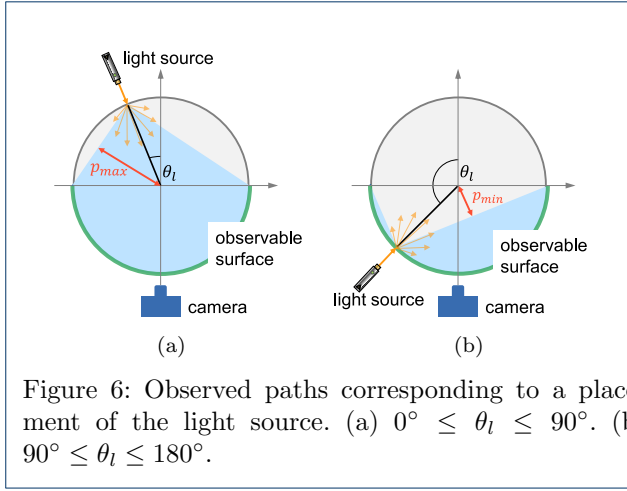 light source
θl
pmax
observable
surface
camera
(a)
θl
pmin
observable
surface
light source
camera
(b)
Figure 6: Observed paths corresponding to a place
ment of the light source. (a) 0° ≤ θl ≤ 90°. (b
90° ≤ θl ≤ 180°.